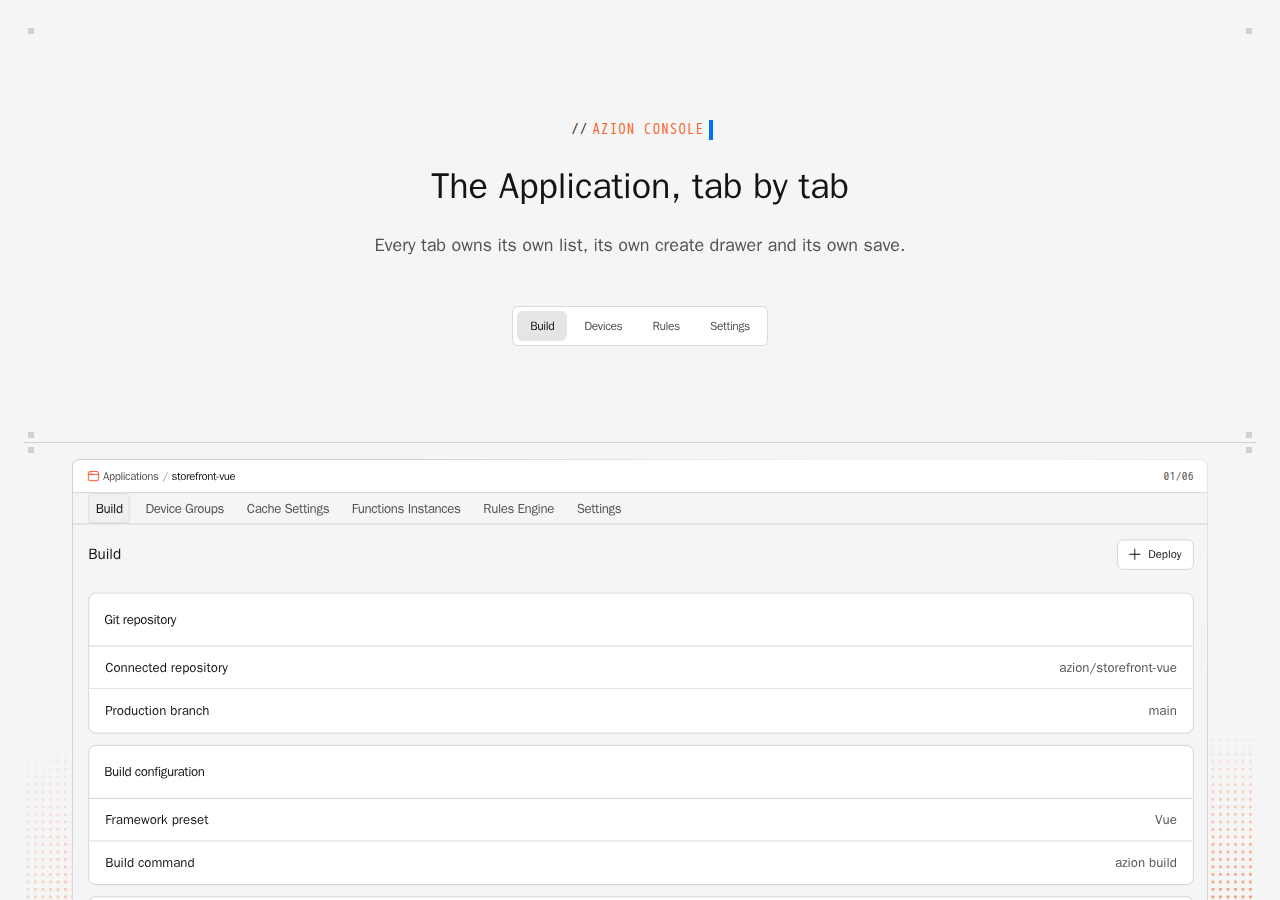 // AZION CONSOLE
The Application, tab by tab
Every tab owns its own list, its own create drawer and its own save.
Build Devices Rules Settings
Applications / storefront-vue 01/06
Build Device Groups Cache Settings Functions Instances Rules Engine Settings
Build Deploy
Git repository
Connected repository azion/storefront-vue
Production branch main
Build configuration
Framework preset Vue
Build command azion build